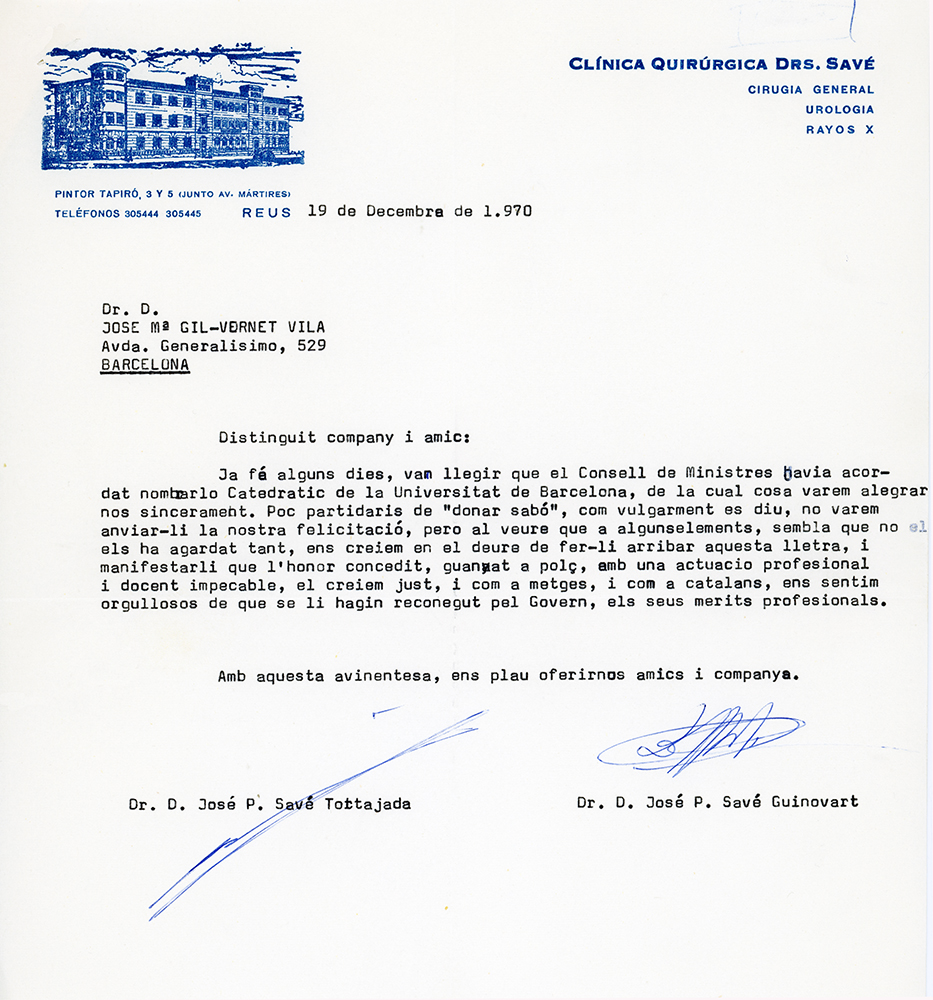 CLÍNICA QUIRÚRGICA DRS. SAVÉ
CIRUGIA GENERAL
UROLOGIA
RAYOS X
PINTOR TAPIRÓ, 3 Y 5 (JUNTO AV. MÁRTIRES)
TELÉFONOS 305444 305445 REUS 19 de Decembre de 1.970
Dr. D.
JOSE Mª GIL-VERNET VILA
Avda. Generalisimo, 529
BARCELONA
Distinguit company i amic:
Ja fá alguns dies, vam llegir que el Consell de Ministres havia acor-
dat nombrarlo Catedratic de la Universitat de Barcelona, de la cual cosa varem alegrar
nos sincerament. Poc partidaris de "donar sabó", com vulgarment es diu, no varem
anviar-li la nostra felicitació, pero al veure que a algunselements, sembla que no el
els ha agardat tant, ens creiem en el deure de fer-li arribar aquesta lletra, i
manifestarli que l'honor concedit, guanyat a polç, amb una actuacio profesional
i docent impecable, el creiem just, i com a metges, i com a catalans, ens sentim
orgullosos de que se li hagin reconegut pel Govern, els seus merits profesionals.
Amb aquesta avinentesa, ens plau oferirnos amics i companys.
Dr. D. José P. Savé Tortajada Dr. D. José P. Savé Guinovart